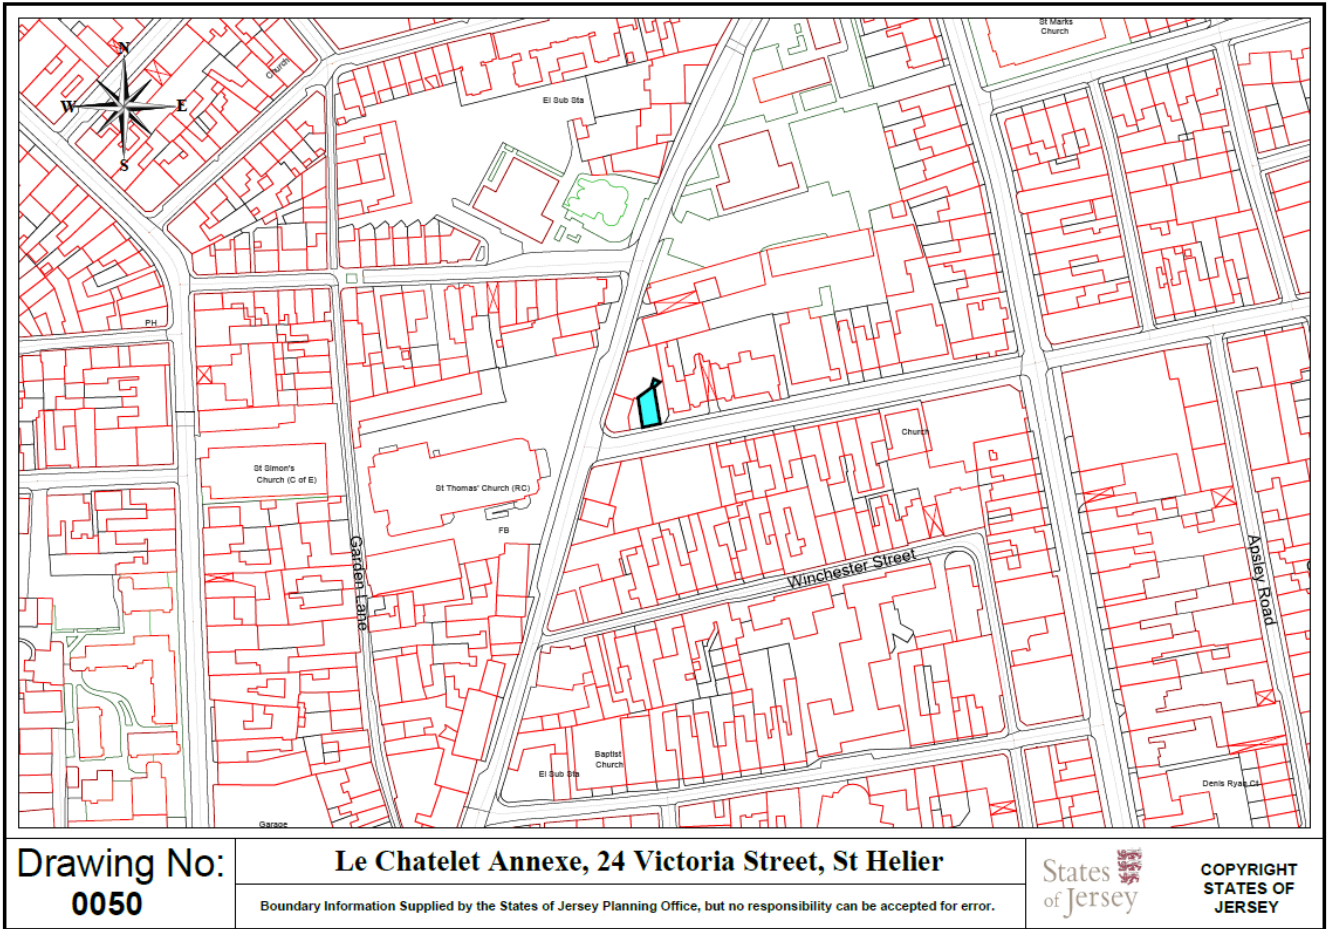 St Marks
Church
N
Church
W
E
El Sub Sta
S
PH
Church
St Simon's
Church (C of E)
St Thomas' Church (RC)
FB
Garden Lane
Winchester Street
Apsley Road
Baptist
Church
El Sub Sta
Denis Ryan Ct
Garage
Drawing No:
0050
Le Chatelet Annexe, 24 Victoria Street, St Helier
Boundary Information Supplied by the States of Jersey Planning Office, but no responsibility can be accepted for error.
States
of Jersey
COPYRIGHT
STATES OF
JERSEY